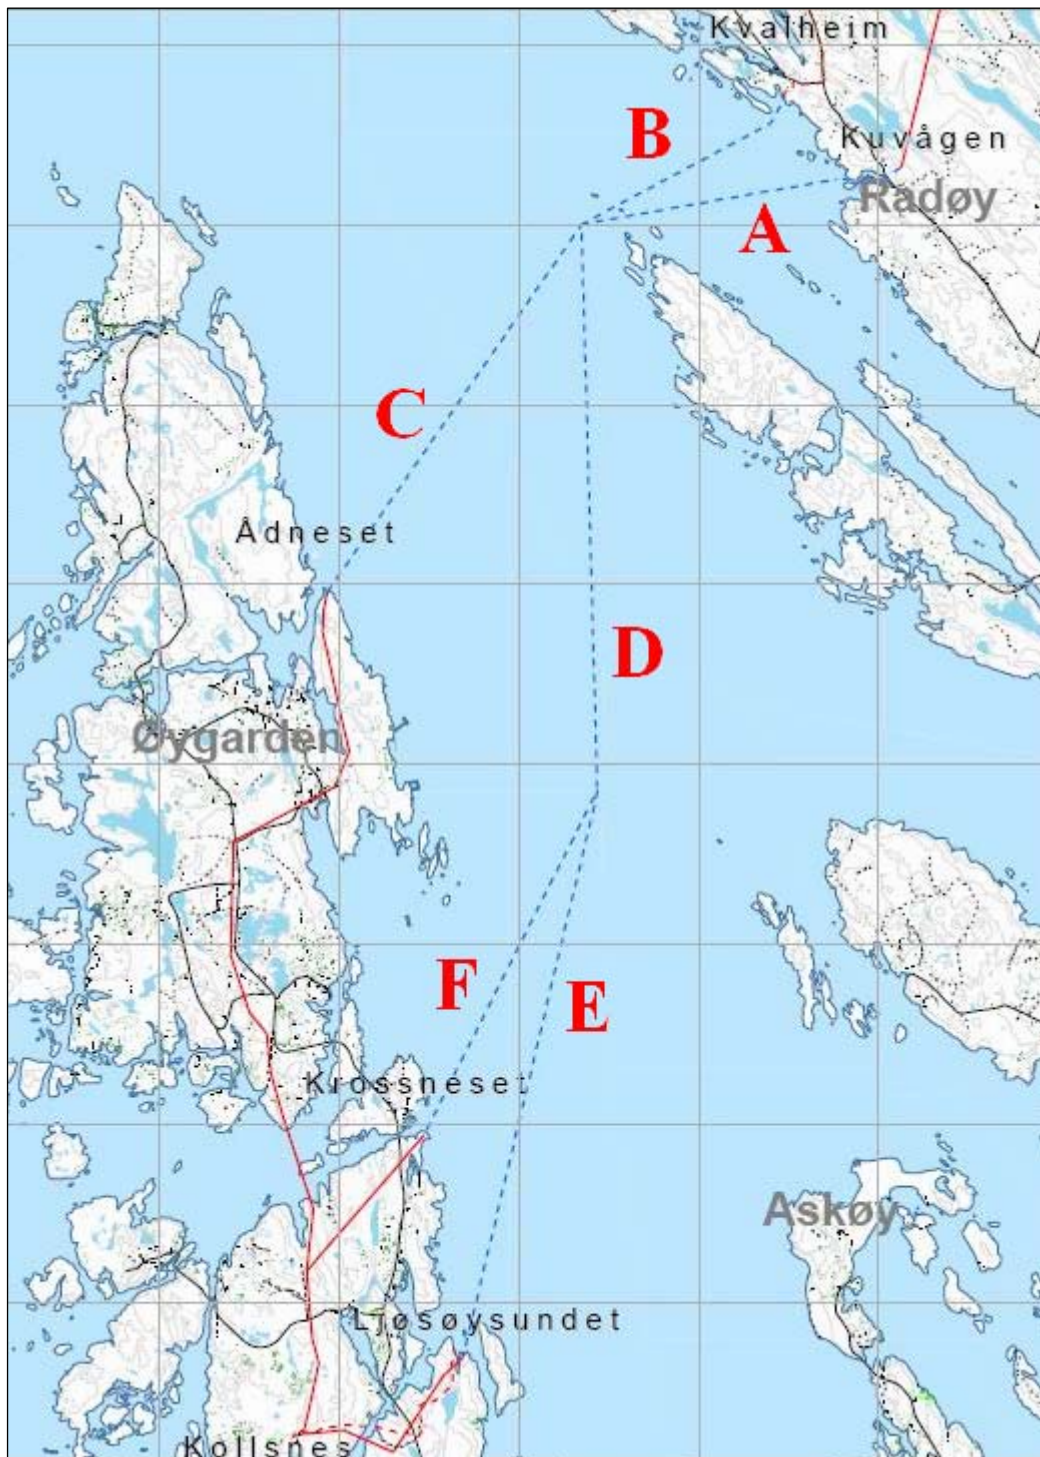 Kvalheim
B
Kuvågen
Radøy
A
C
Ådneset
D
Øygarden
F
E
Krossneset
Askøy
Ljøsøysundet
Kollsnes